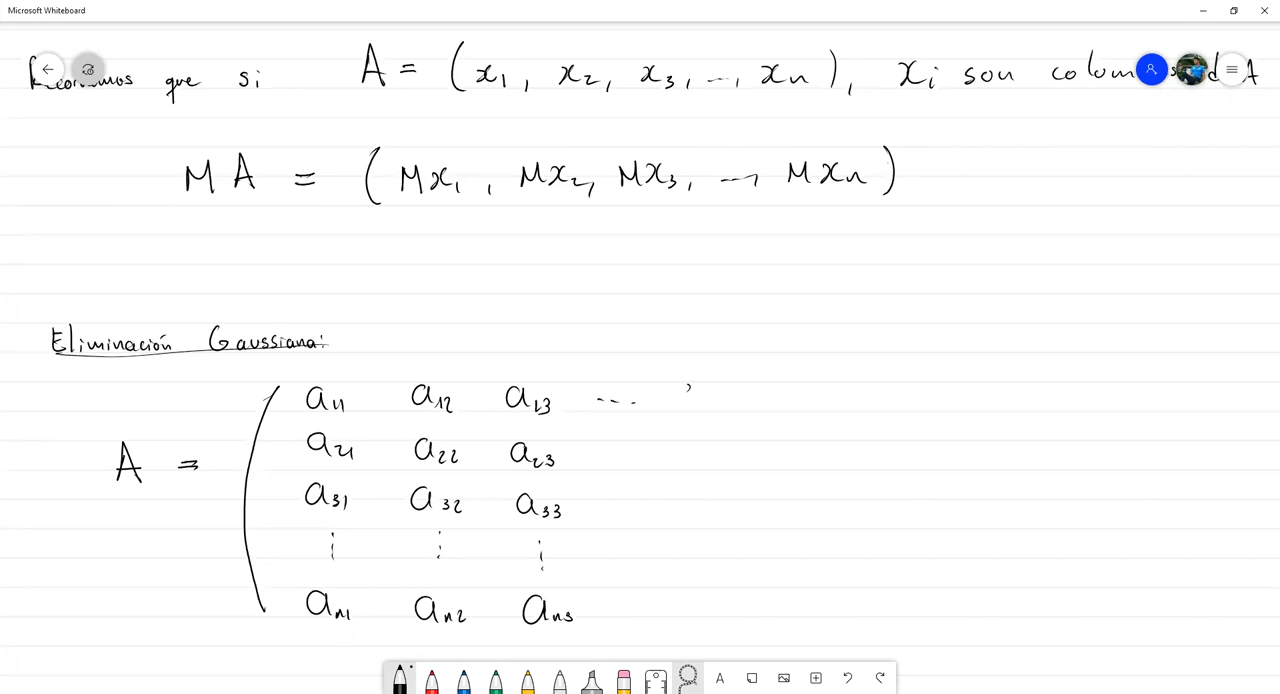 Microsoft Whiteboard
que si A = (x1, x2, x3, ..., xn), xi son A
MA = (Mx1, Mx2, Mx3, ..., Mxn)
Eliminación Gaussiana:
a11 a12 a13 ...
a21 a22 a23
A =
a31 a32 a33
⋮ ⋮ ⋮
an1 an2 an3
A